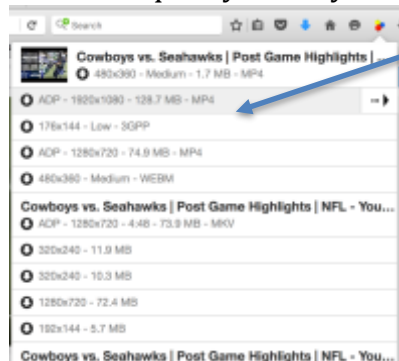 Search
Cowboys vs. Seahawks | Post Game Highlights | ...
480x360 - Medium - 1.7 MB - MP4
ADP - 1920x1080 - 128.7 MB - MP4
176x144 - Low - 3GPP
ADP - 1280x720 - 74.9 MB - MP4
480x360 - Medium - WEBM
Cowboys vs. Seahawks | Post Game Highlights | NFL - You...
ADP - 1280x720 - 4:48 - 73.9 MB - MKV
320x240 - 11.9 MB
320x240 - 10.3 MB
1280x720 - 72.4 MB
192x144 - 5.7 MB
Cowboys vs. Seahawks | Post Game Highlights | NFL - You...